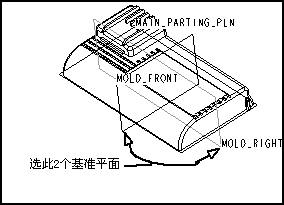 MAIN_PARTING_PLN
MOLD_FRONT
MOLD_RIGHT
选此2个基准平面